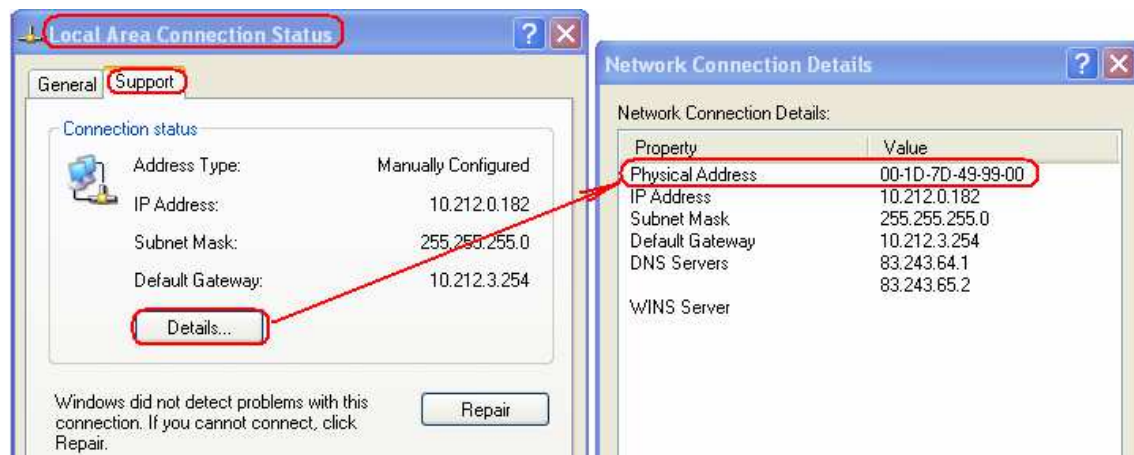 Local Area Connection Status
General
Support
Connection status
Address Type: Manually Configured
IP Address: 10.212.0.182
Subnet Mask: 255.255.255.0
Default Gateway: 10.212.3.254
Details...
Windows did not detect problems with this
connection. If you cannot connect, click
Repair.
Repair
Network Connection Details
Network Connection Details:
Property Value
Physical Address 00-1D-7D-49-99-00
IP Address 10.212.0.182
Subnet Mask 255.255.255.0
Default Gateway 10.212.3.254
DNS Servers 83.243.64.1
83.243.65.2
WINS Server